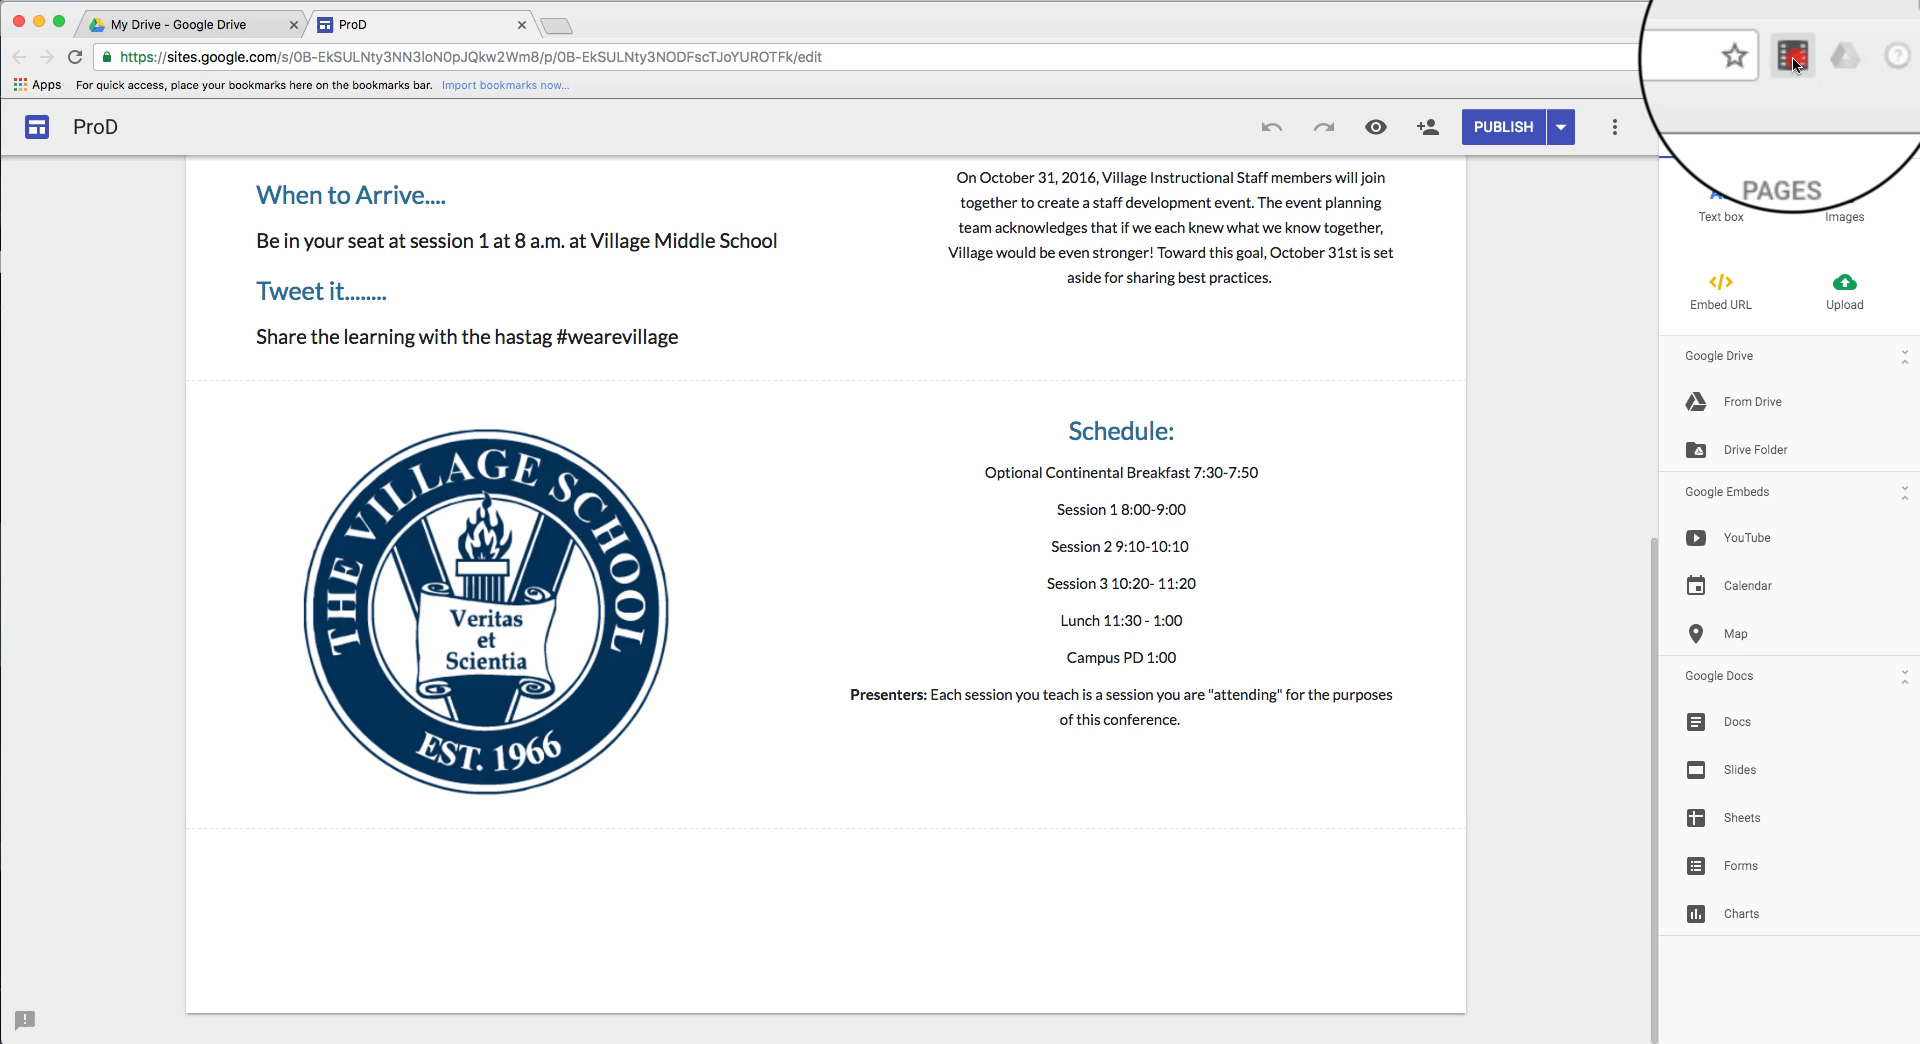 My Drive - Google Drive
ProD
https://sites.google.com/s/0B-EkSULNty3NN3loN0pJQkw2Wm8/p/0B-EkSULNty3NODFscTJoYUROTFk/edit
Apps For quick access, place your bookmarks here on the bookmarks bar. Import bookmarks now...
ProD
PUBLISH
PAGES
When to Arrive....
Be in your seat at session 1 at 8 a.m. at Village Middle School
Tweet it........
Share the learning with the hastag #wearevillage
On October 31, 2016, Village Instructional Staff members will join
together to create a staff development event. The event planning
team acknowledges that if we each knew what we know together,
Village would be even stronger! Toward this goal, October 31st is set
aside for sharing best practices.
THE VILLAGE SCHOOL
Veritas
et
Scientia
EST. 1966
Schedule:
Optional Continental Breakfast 7:30-7:50
Session 1 8:00-9:00
Session 2 9:10-10:10
Session 3 10:20- 11:20
Lunch 11:30 - 1:00
Campus PD 1:00
Presenters: Each session you teach is a session you are "attending" for the purposes
of this conference.
Text box
Images
Embed URL
Upload
Google Drive
From Drive
Drive Folder
Google Embeds
YouTube
Calendar
Map
Google Docs
Docs
Slides
Sheets
Forms
Charts